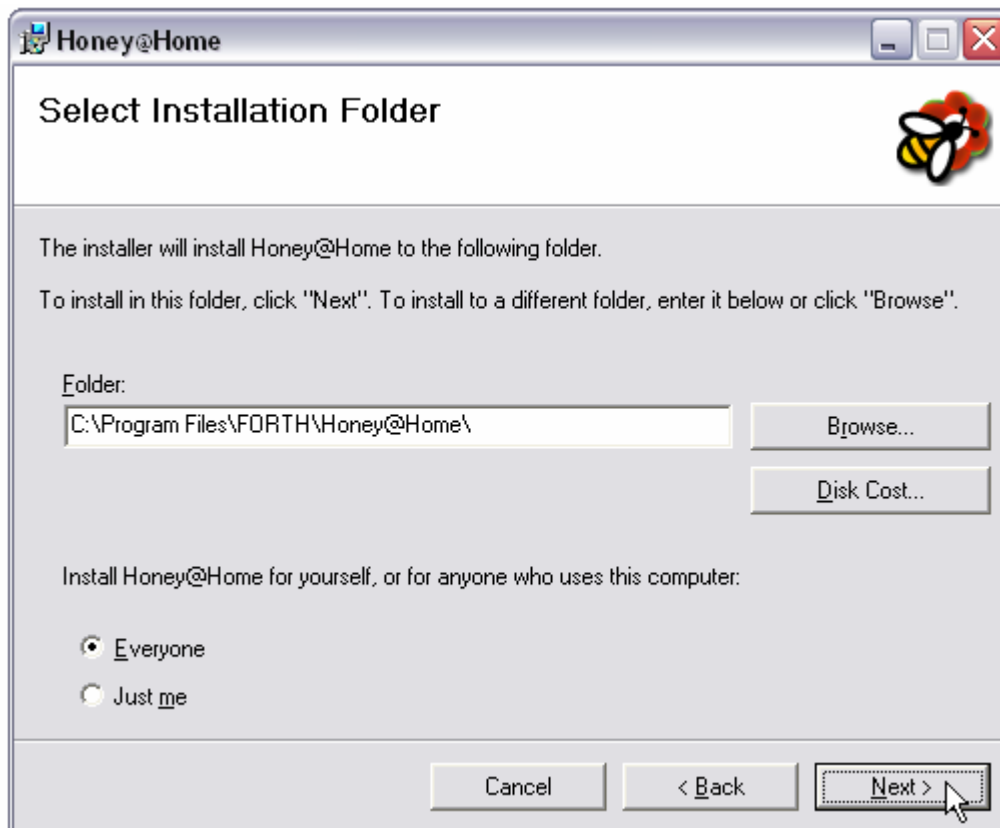 Honey@Home
Select Installation Folder
The installer will install Honey@Home to the following folder.
To install in this folder, click "Next". To install to a different folder, enter it below or click "Browse".
Folder:
C:\Program Files\FORTH\Honey@Home\
Browse...
Disk Cost...
Install Honey@Home for yourself, or for anyone who uses this computer:
Everyone
Just me
Cancel
< Back
Next >